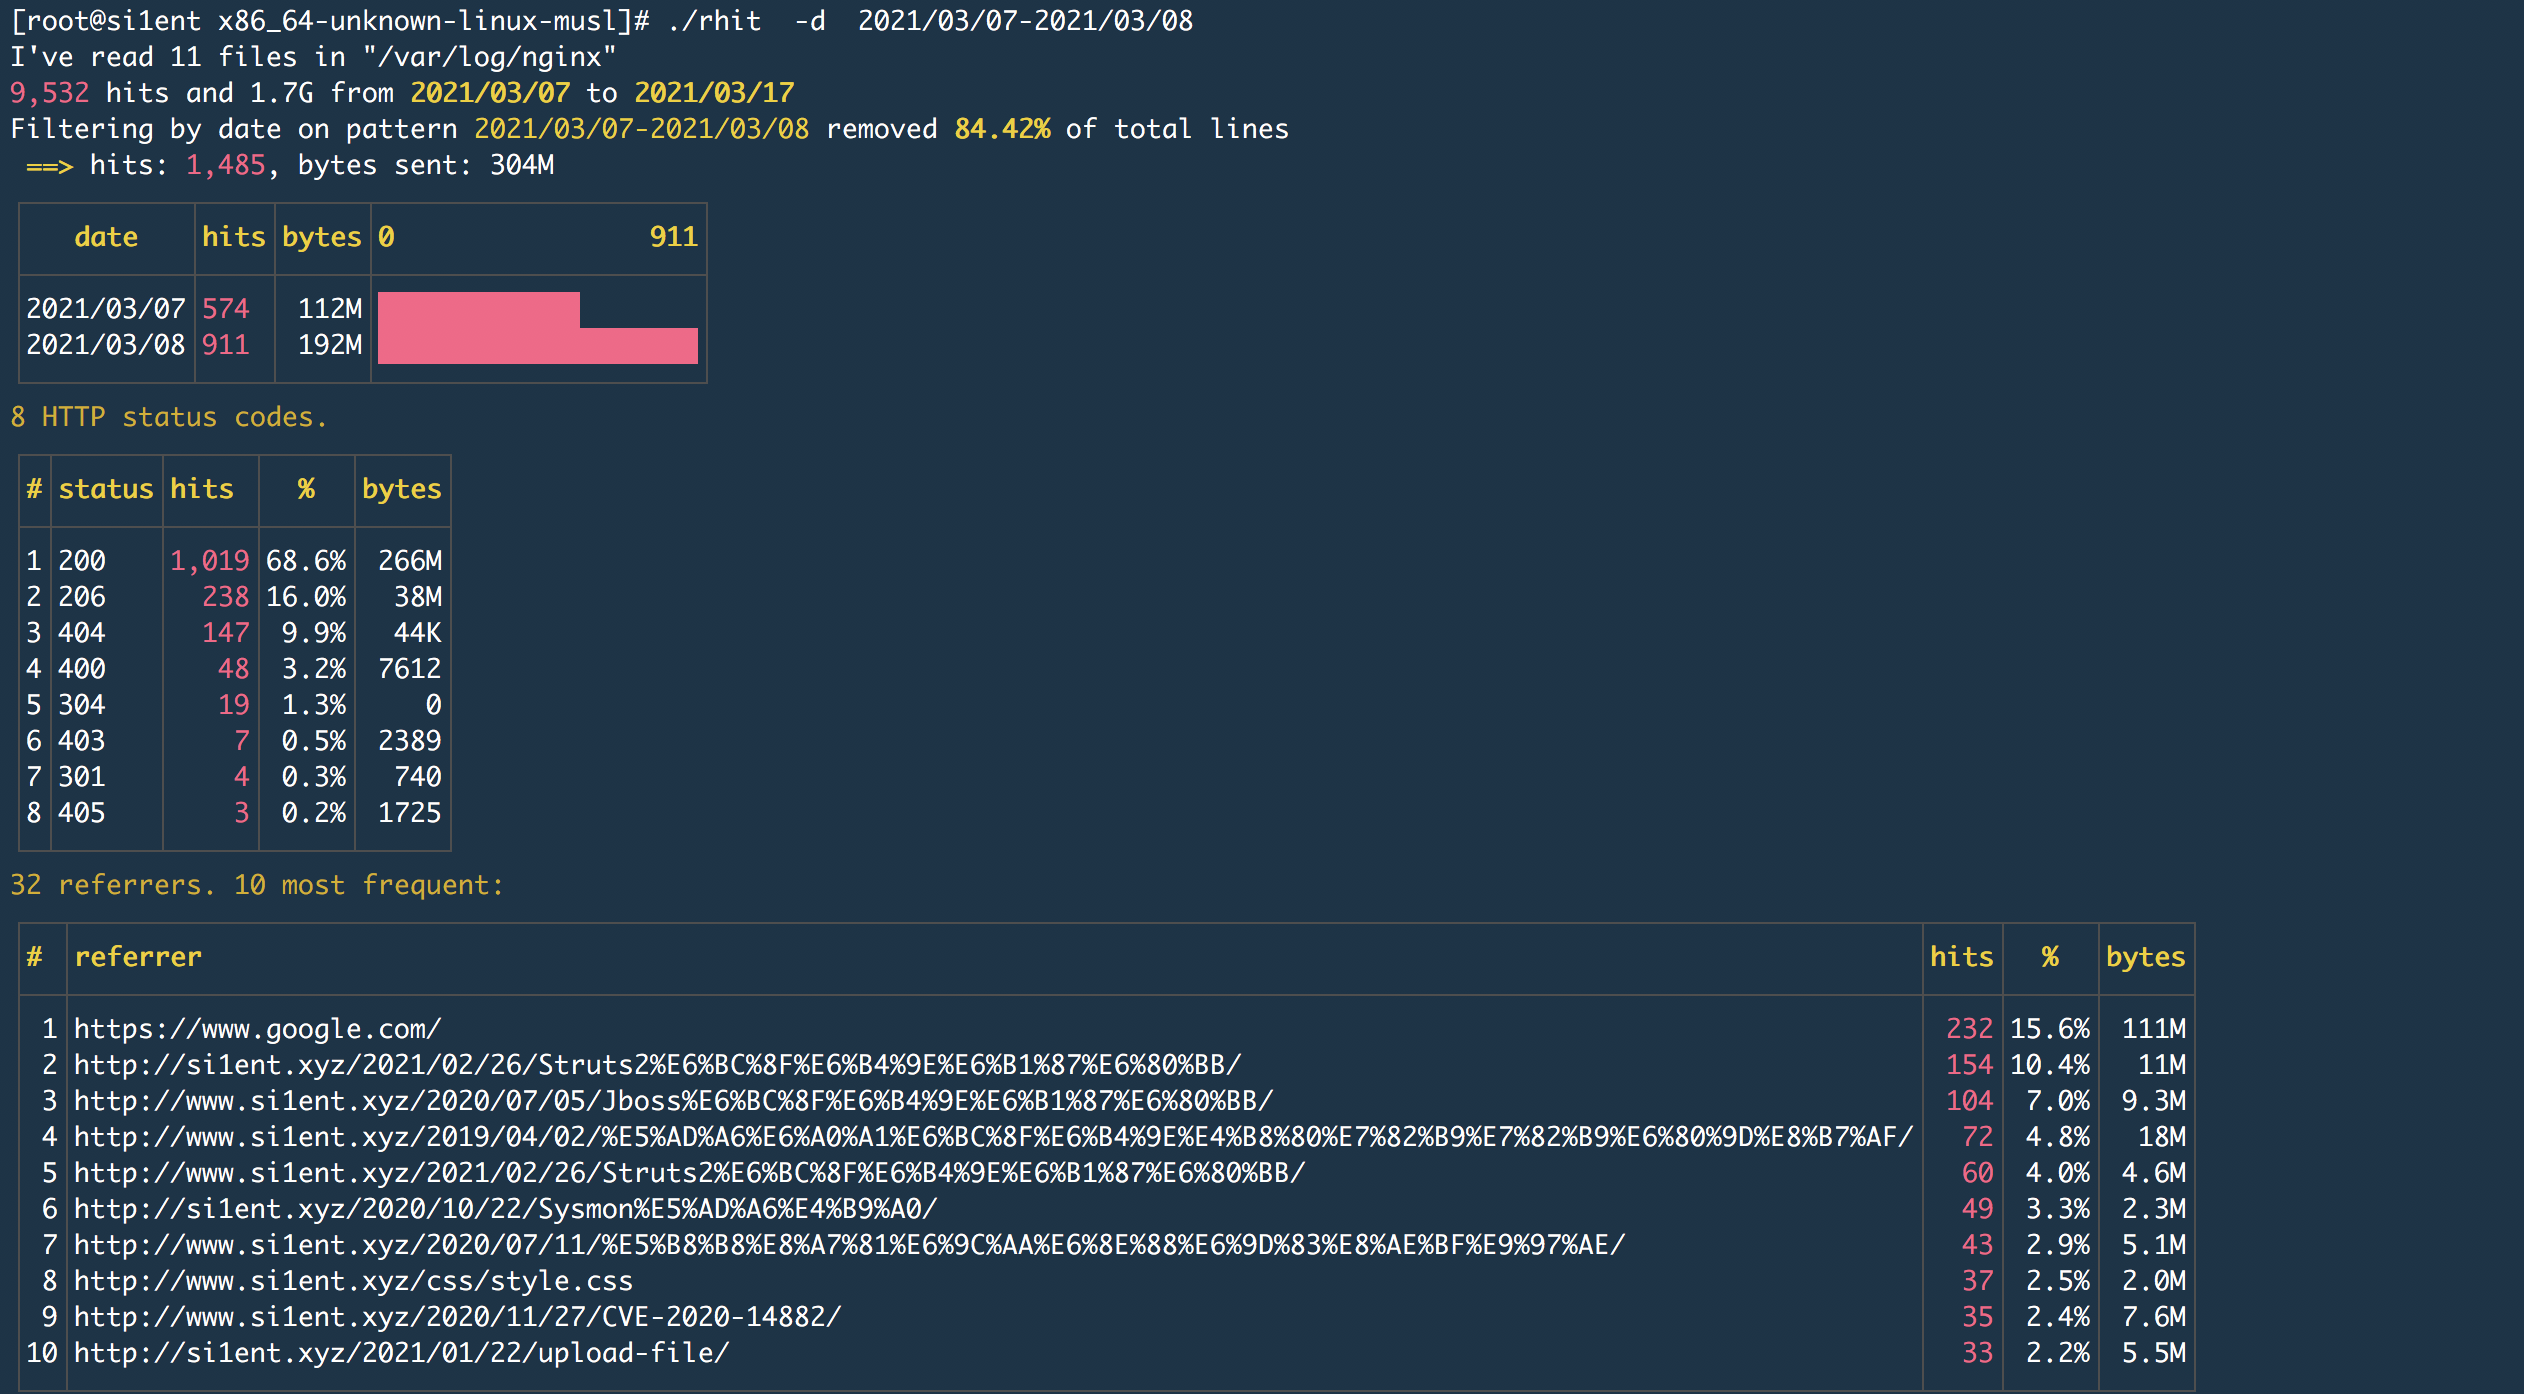 [root@si1ent x86_64-unknown-linux-musl]# ./rhit  -d  2021/03/07-2021/03/08
I've read 11 files in "/var/log/nginx"
9,532 hits and 1.7G from 2021/03/07 to 2021/03/17
Filtering by date on pattern 2021/03/07-2021/03/08 removed 84.42% of total lines
==> hits: 1,485, bytes sent: 304M
date hits bytes 0 911
2021/03/07 574 112M
2021/03/08 911 192M
8 HTTP status codes.
# status hits % bytes
1 200 1,019 68.6% 266M
2 206 238 16.0% 38M
3 404 147 9.9% 44K
4 400 48 3.2% 7612
5 304 19 1.3% 0
6 403 7 0.5% 2389
7 301 4 0.3% 740
8 405 3 0.2% 1725
32 referrers. 10 most frequent:
# referrer hits % bytes
1 https://www.google.com/ 232 15.6% 111M
2 http://si1ent.xyz/2021/02/26/Struts2%E6%BC%8F%E6%B4%9E%E6%B1%87%E6%80%BB/ 154 10.4% 11M
3 http://www.si1ent.xyz/2020/07/05/Jboss%E6%BC%8F%E6%B4%9E%E6%B1%87%E6%80%BB/ 104 7.0% 9.3M
4 http://www.si1ent.xyz/2019/04/02/%E5%AD%A6%E6%A0%A1%E6%BC%8F%E6%B4%9E%E4%B8%80%E7%82%B9%E7%82%B9%E6%80%9D%E8%B7%AF/ 72 4.8% 18M
5 http://www.si1ent.xyz/2021/02/26/Struts2%E6%BC%8F%E6%B4%9E%E6%B1%87%E6%80%BB/ 60 4.0% 4.6M
6 http://si1ent.xyz/2020/10/22/Sysmon%E5%AD%A6%E4%B9%A0/ 49 3.3% 2.3M
7 http://www.si1ent.xyz/2020/07/11/%E5%B8%B8%E8%A7%81%E6%9C%AA%E6%8E%88%E6%9D%83%E8%AE%BF%E9%97%AE/ 43 2.9% 5.1M
8 http://www.si1ent.xyz/css/style.css 37 2.5% 2.0M
9 http://www.si1ent.xyz/2020/11/27/CVE-2020-14882/ 35 2.4% 7.6M
10 http://si1ent.xyz/2021/01/22/upload-file/ 33 2.2% 5.5M